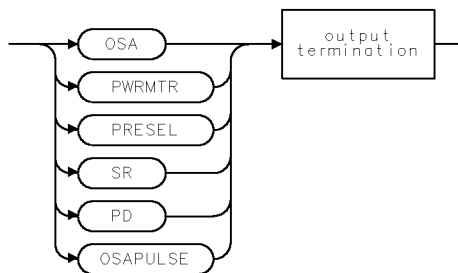 OSA
PWRMTR
PRESEL
SR
PD
OSAPULSE
output
termination